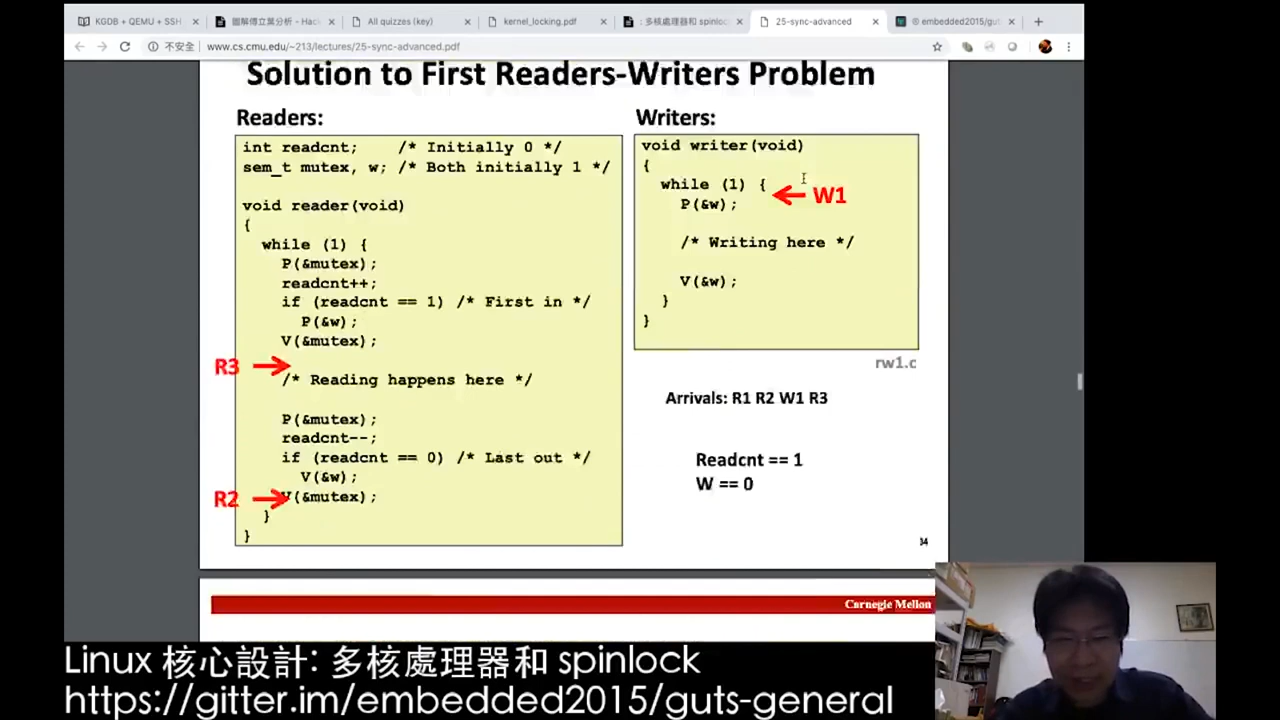 KGDB + QEMU + SSH
圖解傅立葉分析 - Hac
All quizzes (key)
kernel_locking.pdf
: 多核處理器和 spinloc
25-sync-advanced
embedded2015/gut
不安全 www.cs.cmu.edu/~213/lectures/25-sync-advanced.pdf
Solution to First Readers-Writers Problem
Readers:
int readcnt; /* Initially 0 */
sem_t mutex, w; /* Both initially 1 */
void reader(void)
{
while (1) {
P(&mutex);
readcnt++;
if (readcnt == 1) /* First in */
P(&w);
V(&mutex);
R3
/* Reading happens here */
P(&mutex);
readcnt--;
if (readcnt == 0) /* Last out */
V(&w);
R2 V(&mutex);
}
}
Writers:
void writer(void)
{
while (1) {
W1
P(&w);
/* Writing here */
V(&w);
}
}
rw1.c
Arrivals: R1 R2 W1 R3
Readcnt == 1
W == 0
34
Carnegie Mellon
Linux 核心設計: 多核處理器和 spinlock
https://gitter.im/embedded2015/guts-general